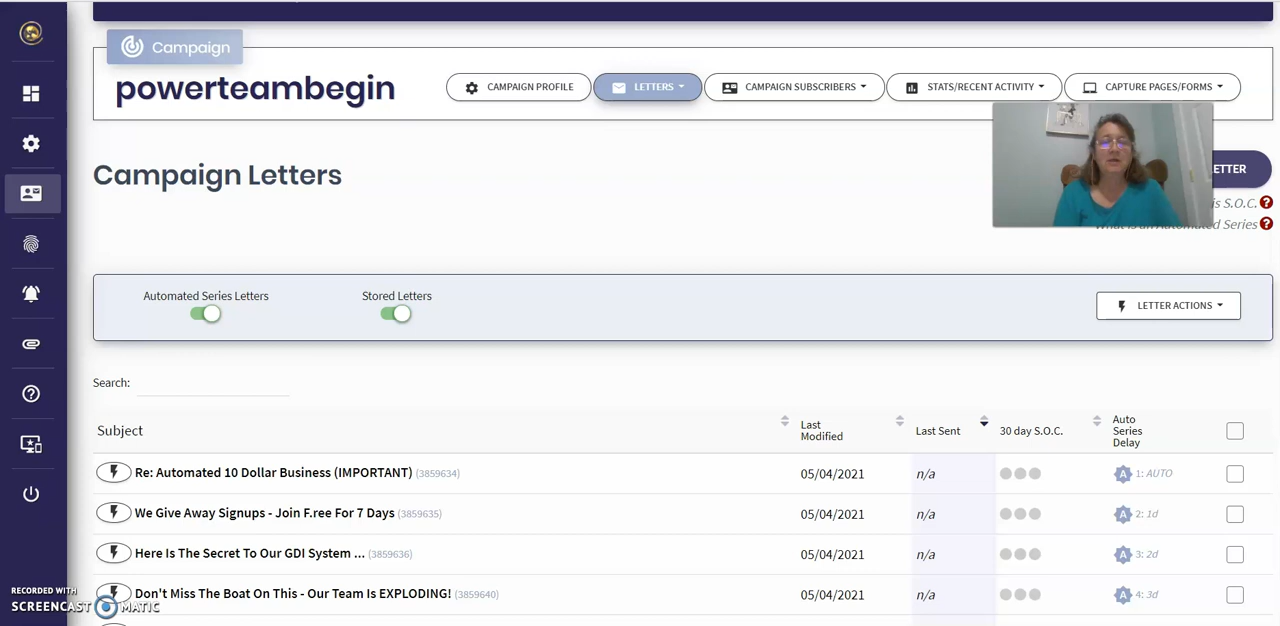 Campaign
powerteambegin
CAMPAIGN PROFILE
LETTERS
CAMPAIGN SUBSCRIBERS
STATS/RECENT ACTIVITY
CAPTURE PAGES/FORMS
Campaign Letters
ETTER
is S.O.C.
What is an Automated Series
Automated Series Letters
Stored Letters
LETTER ACTIONS
Search:
Subject
Last
Modified
Last Sent
30 day S.O.C.
Auto
Series
Delay
Re: Automated 10 Dollar Business (IMPORTANT) (3859634)
05/04/2021
n/a
A 1: AUTO
We Give Away Signups - Join F.ree For 7 Days (3859635)
05/04/2021
n/a
A 2: 1d
Here Is The Secret To Our GDI System ... (3859636)
05/04/2021
n/a
A 3: 2d
Don't Miss The Boat On This - Our Team Is EXPLODING! (3859640)
05/04/2021
n/a
A 4: 3d
RECORDED WITH
SCREENCAST MATIC